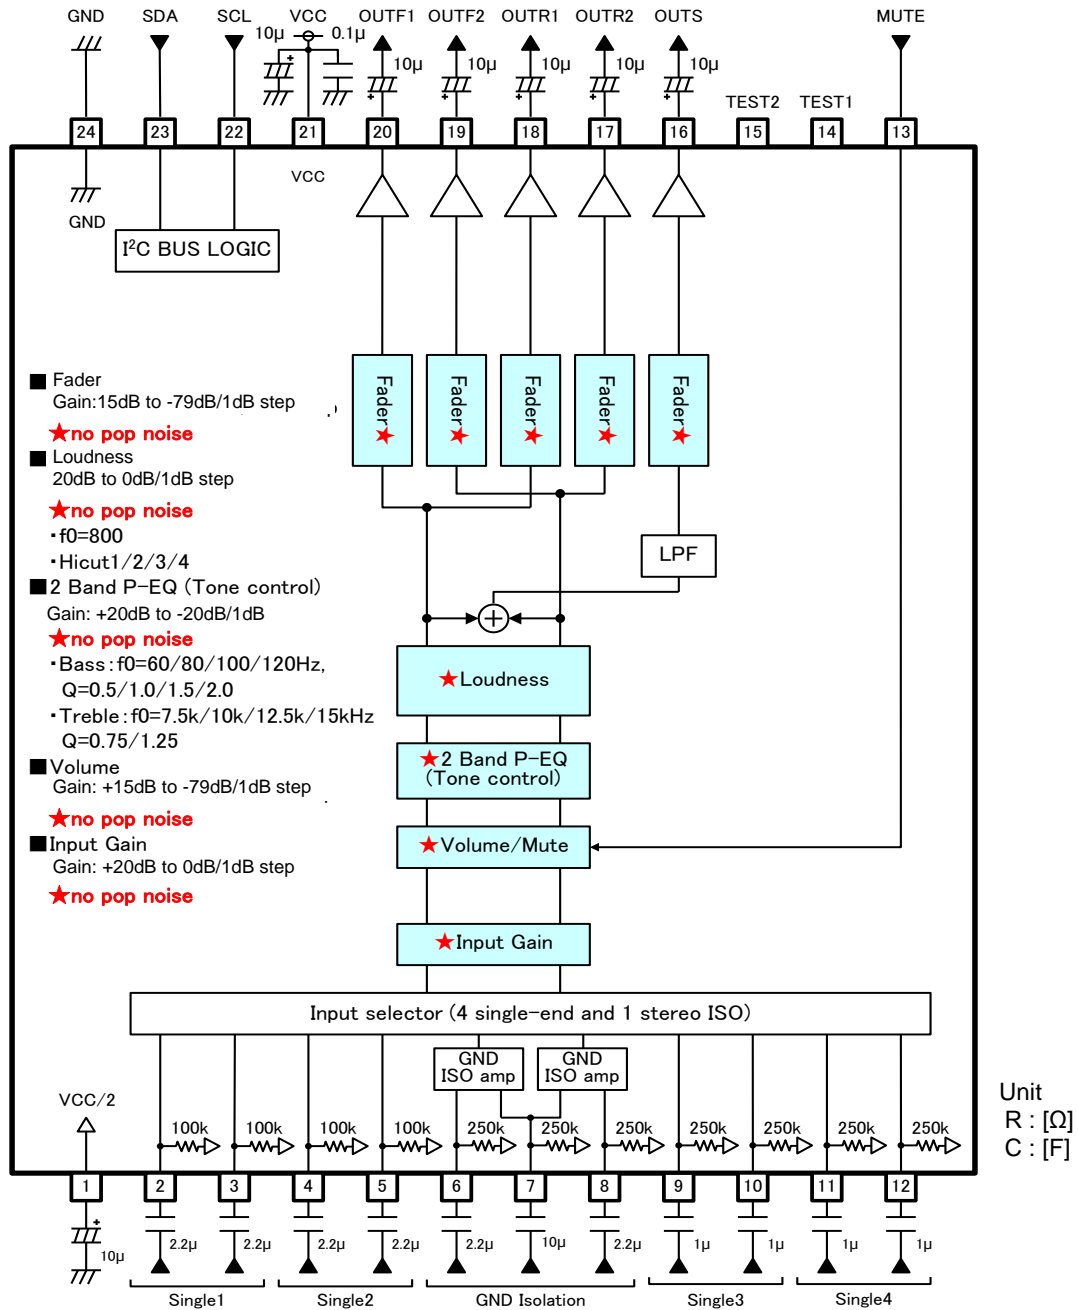 GND SDA SCL VCC OUTF1 OUTF2 OUTR1 OUTR2 OUTS MUTE
10μ 0.1μ 10μ 10μ 10μ 10μ 10μ
+ + + + + +
TEST2 TEST1
24 23 22 21 20 19 18 17 16 15 14 13
VCC
GND
I²C BUS LOGIC
Fader★ Fader★ Fader★ Fader★ Fader★
■ Fader
Gain:15dB to -79dB/1dB step
★no pop noise
■ Loudness
20dB to 0dB/1dB step
★no pop noise
・f0=800
・Hicut1/2/3/4
■2 Band P-EQ (Tone control)
Gain: +20dB to -20dB/1dB
★no pop noise
・Bass:f0=60/80/100/120Hz,
Q=0.5/1.0/1.5/2.0
・Treble:f0=7.5k/10k/12.5k/15kHz
Q=0.75/1.25
■Volume
Gain: +15dB to -79dB/1dB step
★no pop noise
■Input Gain
Gain: +20dB to 0dB/1dB step
★no pop noise
LPF
+
★Loudness
★2 Band P-EQ
(Tone control)
★Volume/Mute
★Input Gain
Input selector (4 single-end and 1 stereo ISO)
GND
ISO amp
GND
ISO amp
VCC/2
100k 100k 100k 100k 250k 250k 250k 250k 250k 250k 250k
Unit
R : [Ω]
C : [F]
1 2 3 4 5 6 7 8 9 10 11 12
+
10μ 2.2μ 2.2μ 2.2μ 2.2μ 2.2μ 10μ 2.2μ 1μ 1μ 1μ 1μ
Single1 Single2 GND Isolation Single3 Single4